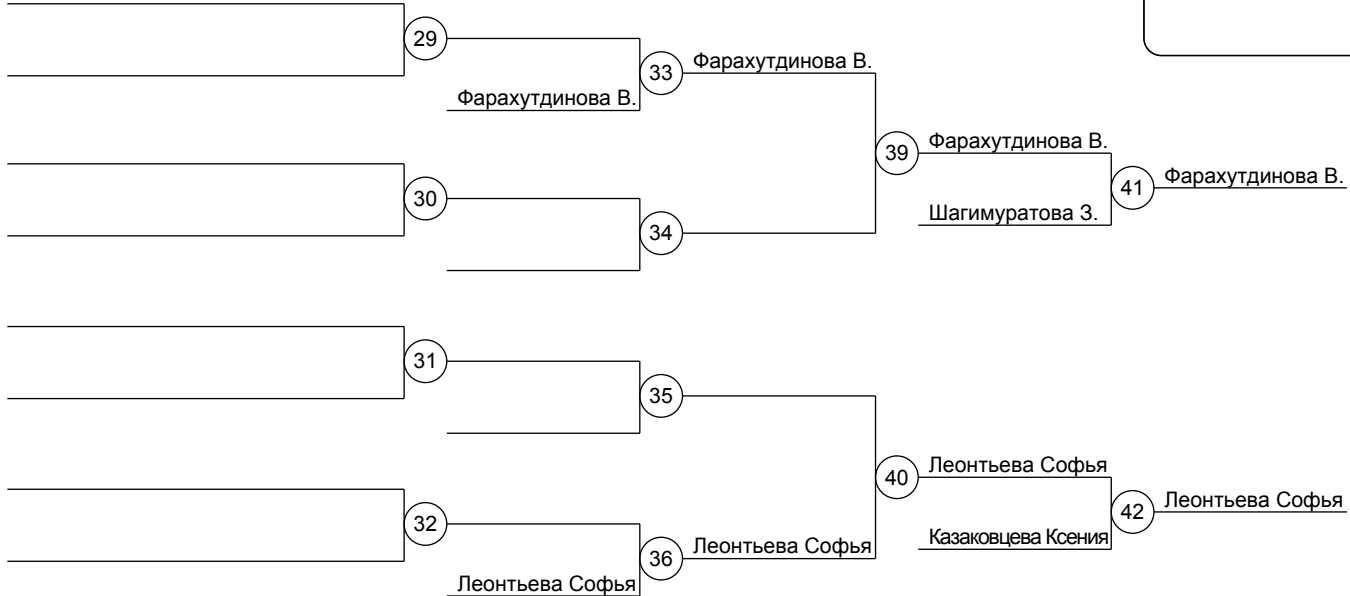 29
33 Фарахутдинова В.
Фарахутдинова В.
39 Фарахутдинова В.
41 Фарахутдинова В.
30
Шагимуратова З.
34
31
35
40 Леонтьева Софья
42 Леонтьева Софья
32
Казаковцева Ксения
36 Леонтьева Софья
Леонтьева Софья